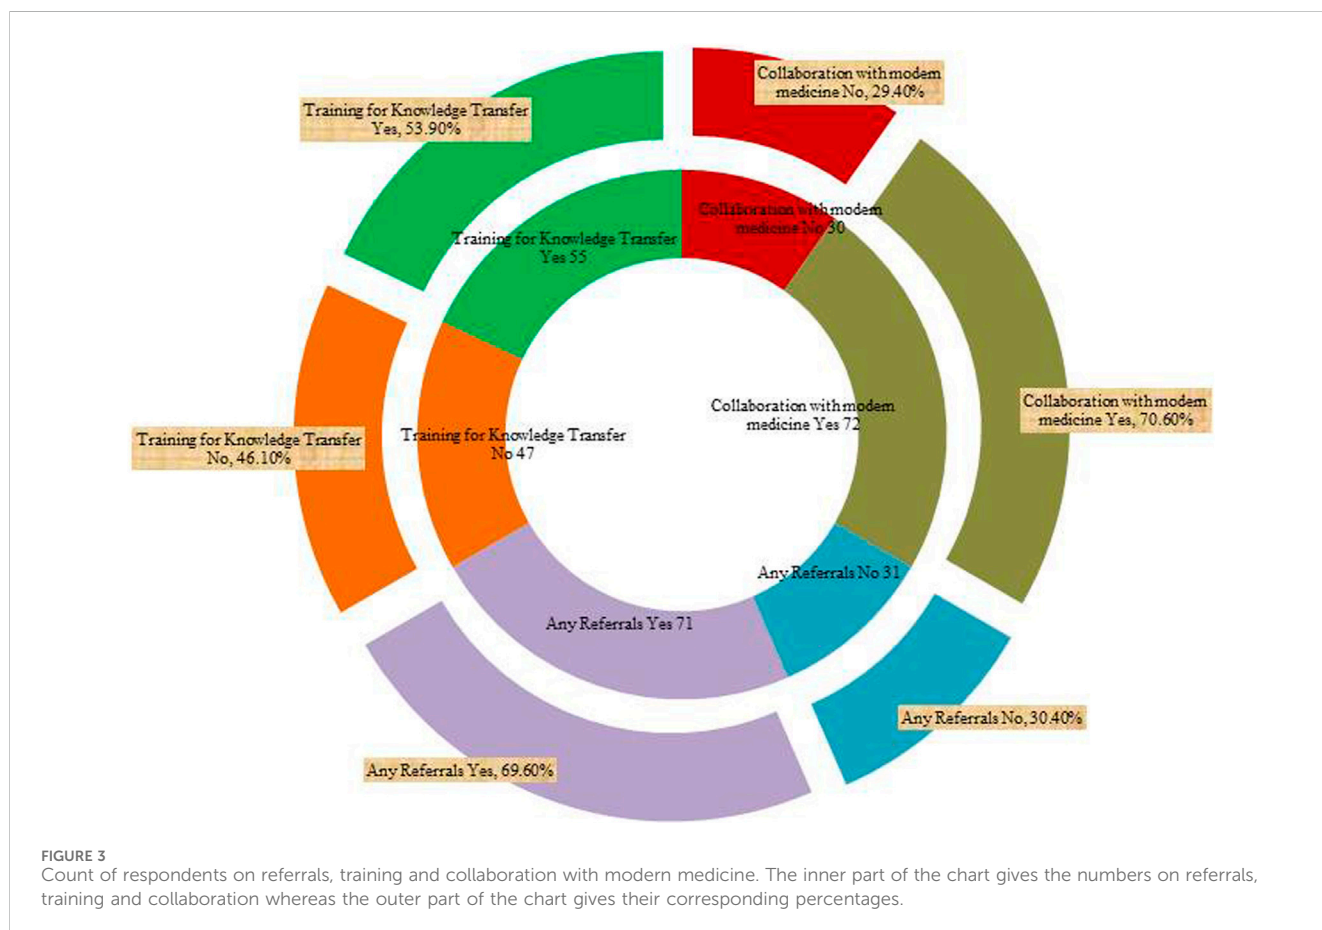 Collaboration with modern
medicine No, 29.40%
Training for Knowledge Transfer
Yes, 53.90%
Collaboration with modern
medicine No 30
Training for Knowledge Transfer
Yes 55
Collaboration with modern
medicine Yes, 70.60%
Collaboration with modern
medicine Yes 72
Training for Knowledge Transfer
No, 46.10%
Training for Knowledge Transfer
No 47
Any Referrals No 31
Any Referrals Yes 71
Any Referrals No, 30.40%
Any Referrals Yes, 69.60%
FIGURE 3
Count of respondents on referrals, training and collaboration with modern medicine. The inner part of the chart gives the numbers on referrals,
training and collaboration whereas the outer part of the chart gives their corresponding percentages.